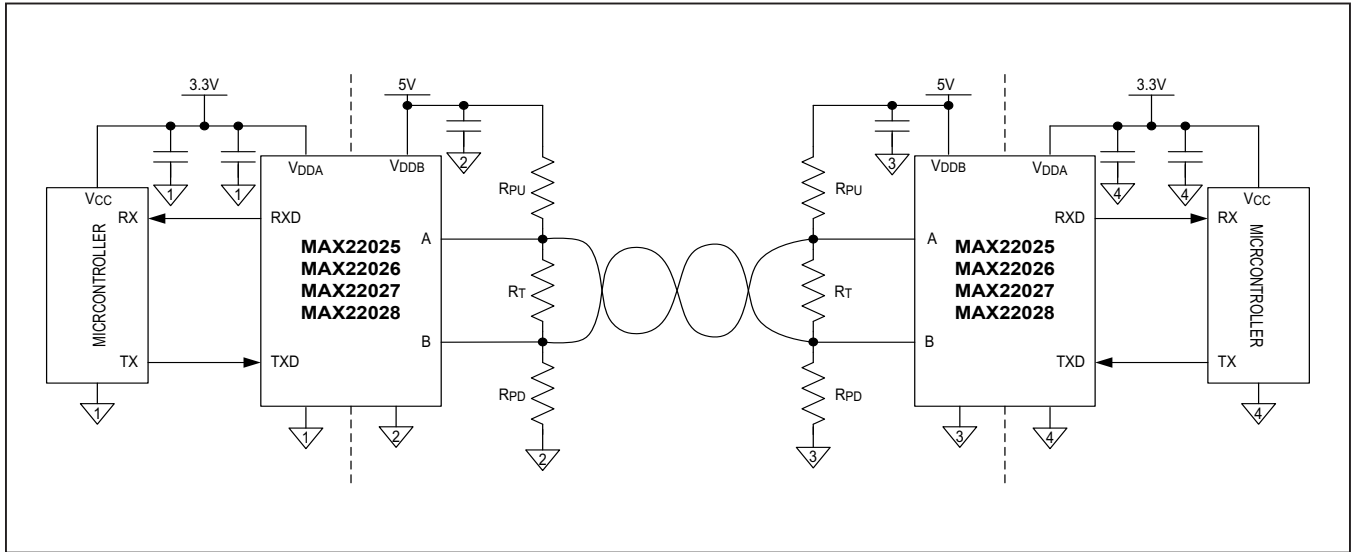 3.3V
5V
5V
3.3V
VDDA
VDDB
VDDB
VDDA
2
3
1
1
4
4
VCC
RPU
RPU
VCC
RX
RXD
RXD
RX
MICRCONTROLLER
MAX22025
MAX22026
MAX22027
MAX22028
A
A
MAX22025
MAX22026
MAX22027
MAX22028
MICRCONTROLLER
RT
RT
B
B
TX
TXD
TXD
TX
RPD
RPD
1
1
2
2
3
3
4
4